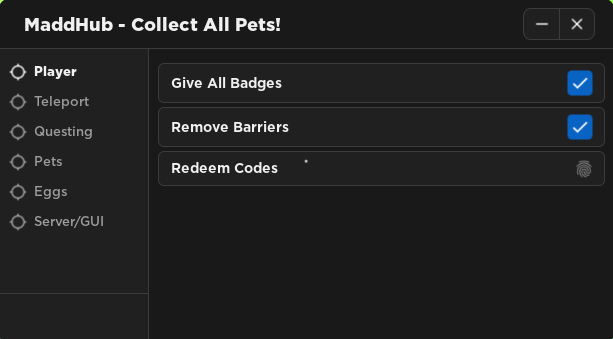 MaddHub - Collect All Pets!
Player
Teleport
Questing
Pets
Eggs
Server/GUI
Give All Badges
Remove Barriers
Redeem Codes